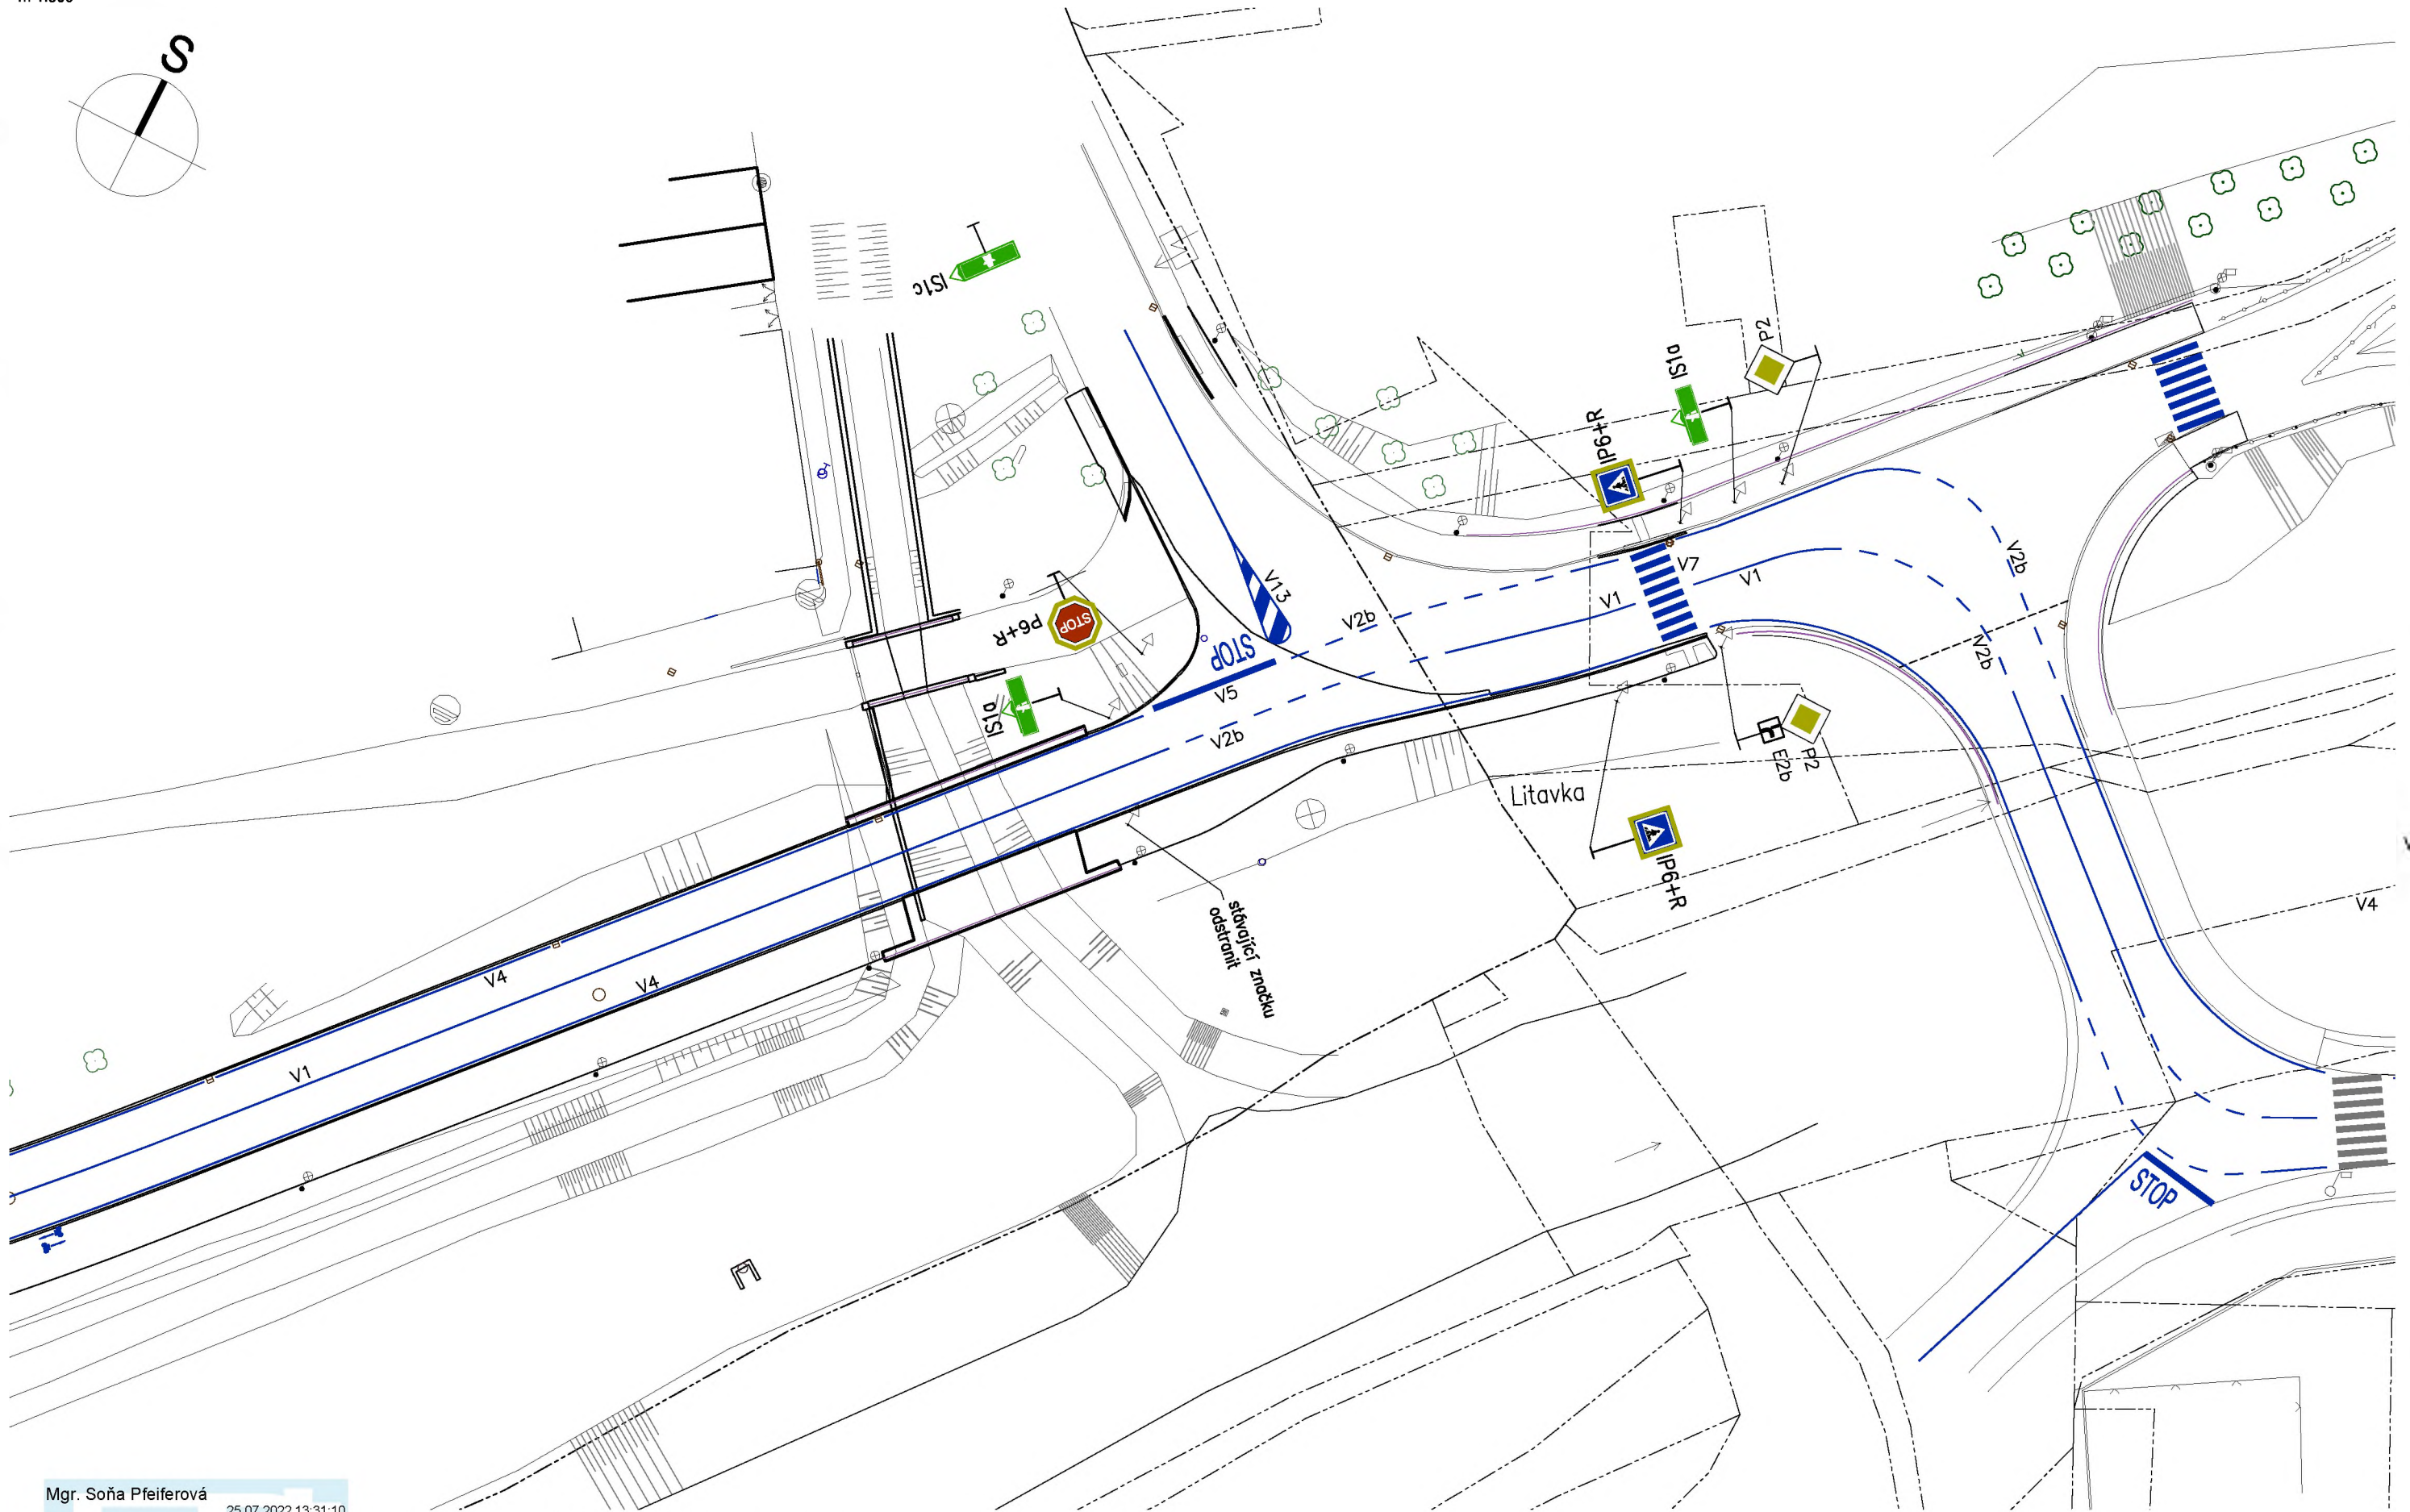 S
IS1c
P2
IS1a
IP6+R
V2b
V7
V1
V1
V13
V2b
P6+R
STOP
STOP
V5
V2b
V2b
IS1a
E2b
P2
Litavka
IP6+R
V4
stávající značku
odstranit
V4
V4
V1
STOP
Mgr. Soňa Pfeiferová
25.07.2022 13:31:10